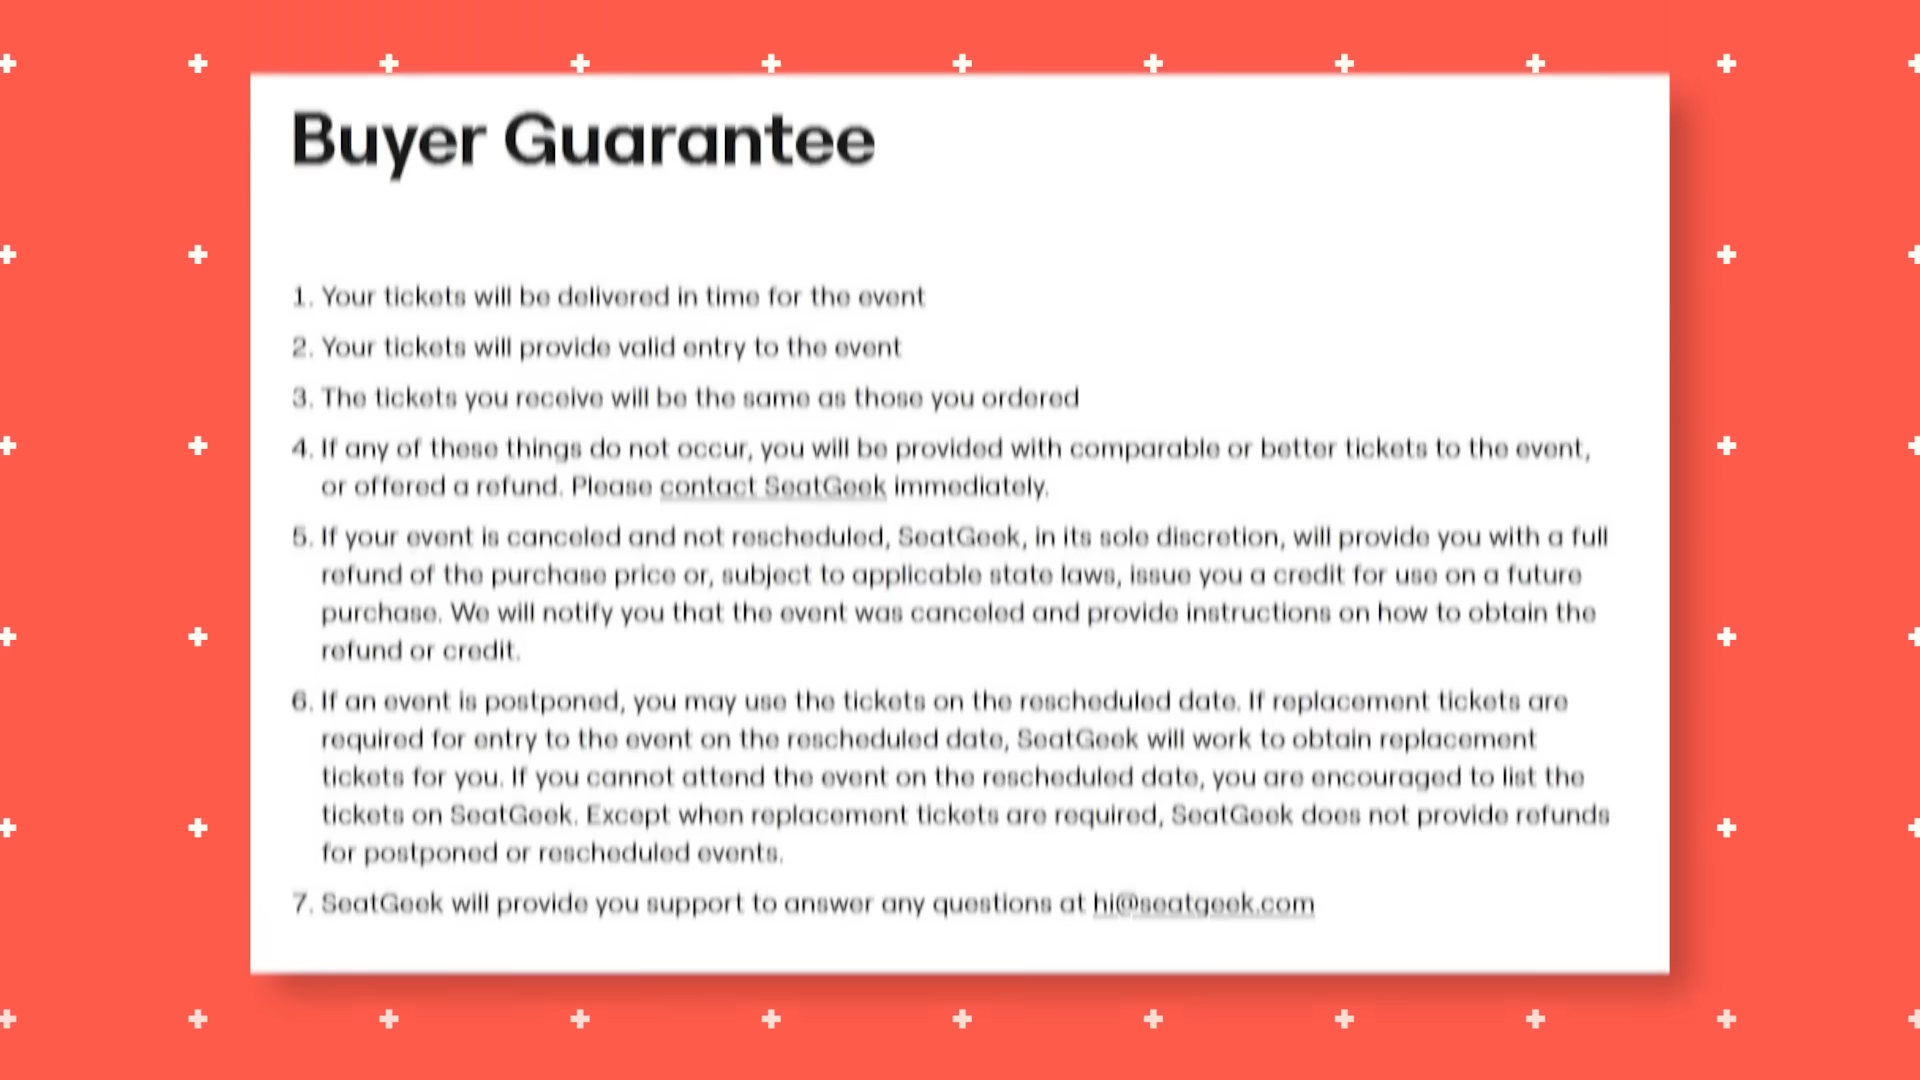 Buyer Guarantee
1. Your tickets will be delivered in time for the event
2. Your tickets will provide valid entry to the event
3. The tickets you receive will be the same as those you ordered
4. If any of these things do not occur, you will be provided with comparable or better tickets to the event,
or offered a refund. Please contact SeatGeek immediately.
5. If your event is canceled and not rescheduled, SeatGeek, in its sole discretion, will provide you with a full
refund of the purchase price or, subject to applicable state laws, issue you a credit for use on a future
purchase. We will notify you that the event was canceled and provide instructions on how to obtain the
refund or credit.
6. If an event is postponed, you may use the tickets on the rescheduled date. If replacement tickets are
required for entry to the event on the rescheduled date, SeatGeek will work to obtain replacement
tickets for you. If you cannot attend the event on the rescheduled date, you are encouraged to list the
tickets on SeatGeek. Except when replacement tickets are required, SeatGeek does not provide refunds
for postponed or rescheduled events.
7. SeatGeek will provide you support to answer any questions at hi@seatgeek.com